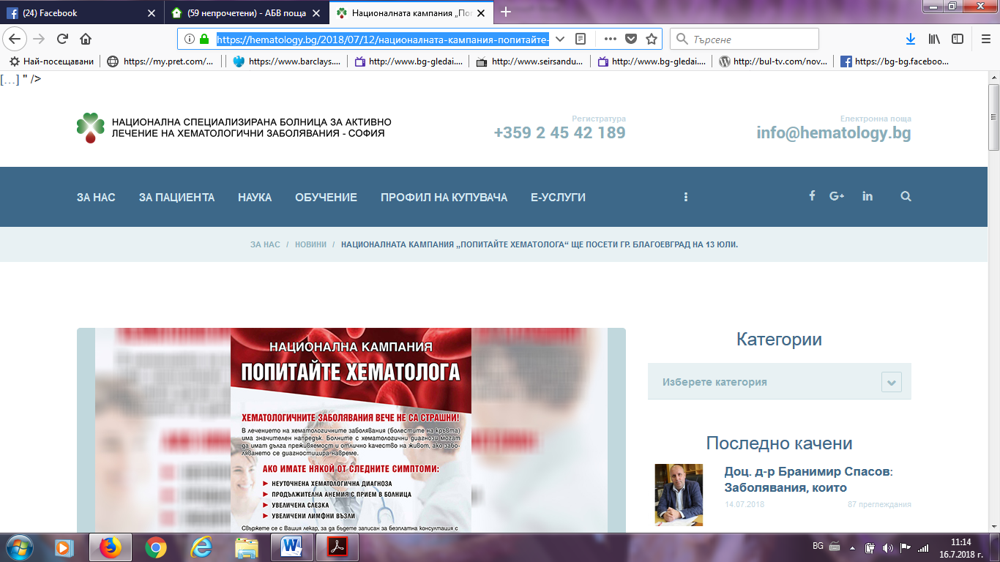 (24) Facebook
(59 непрочетени) - АБВ поща
Националната кампания „Поп
https://hematology.bg/2018/07/12/националната-кампания-попитайте-
Търсене
Най-посещавани
https://my.pret.com/...
https://www.barclays....
http://www.bg-gledai....
http://www.seirsandu...
http://www.bg-gledai....
http://bul-tv.com/nov...
https://bg-bg.faceboo...
[…] " />
НАЦИОНАЛНА СПЕЦИАЛИЗИРАНА БОЛНИЦА ЗА АКТИВНО
ЛЕЧЕНИЕ НА ХЕМАТОЛОГИЧНИ ЗАБОЛЯВАНИЯ - СОФИЯ
Регистратура
+359 2 45 42 189
Електронна поща
info@hematology.bg
ЗА НАС
ЗА ПАЦИЕНТА
НАУКА
ОБУЧЕНИЕ
ПРОФИЛ НА КУПУВАЧА
Е-УСЛУГИ
ЗА НАС / НОВИНИ / НАЦИОНАЛНАТА КАМПАНИЯ „ПОПИТАЙТЕ ХЕМАТОЛОГА“ ЩЕ ПОСЕТИ ГР. БЛАГОЕВГРАД НА 13 ЮЛИ.
НАЦИОНАЛНА КАМПАНИЯ
ПОПИТАЙТЕ ХЕМАТОЛОГА
ХЕМАТОЛОГИЧНИТЕ ЗАБОЛЯВАНИЯ ВЕЧЕ НЕ СА СТРАШНИ!
В лечението на хематологичните заболявания (болестите на кръвта)
има значителен напредък. Болните с хематологични диагнози могат
да имат дълга преживяемост и отлично качество на живот, ако забо-
ляването се диагностицира навреме.
АКО ИМАТЕ НЯКОЙ ОТ СЛЕДНИТЕ СИМПТОМИ:
НЕУТОЧНЕНА ХЕМАТОЛОГИЧНА ДИАГНОЗА
ПРОДЪЛЖИТЕЛНА АНЕМИЯ С ПРИЕМ В БОЛНИЦА
УВЕЛИЧЕНА СЛЕЗКА
УВЕЛИЧЕНИ ЛИМФНИ ВЪЗЛИ
Свържете се с Вашия лекар, за да бъдете записан за безплатна консултация с
Категории
Изберете категория
Последно качени
Доц. д-р Бранимир Спасов:
Заболявания, които
14.07.2018
87 преглеждания
BG
11:14
16.7.2018 г.